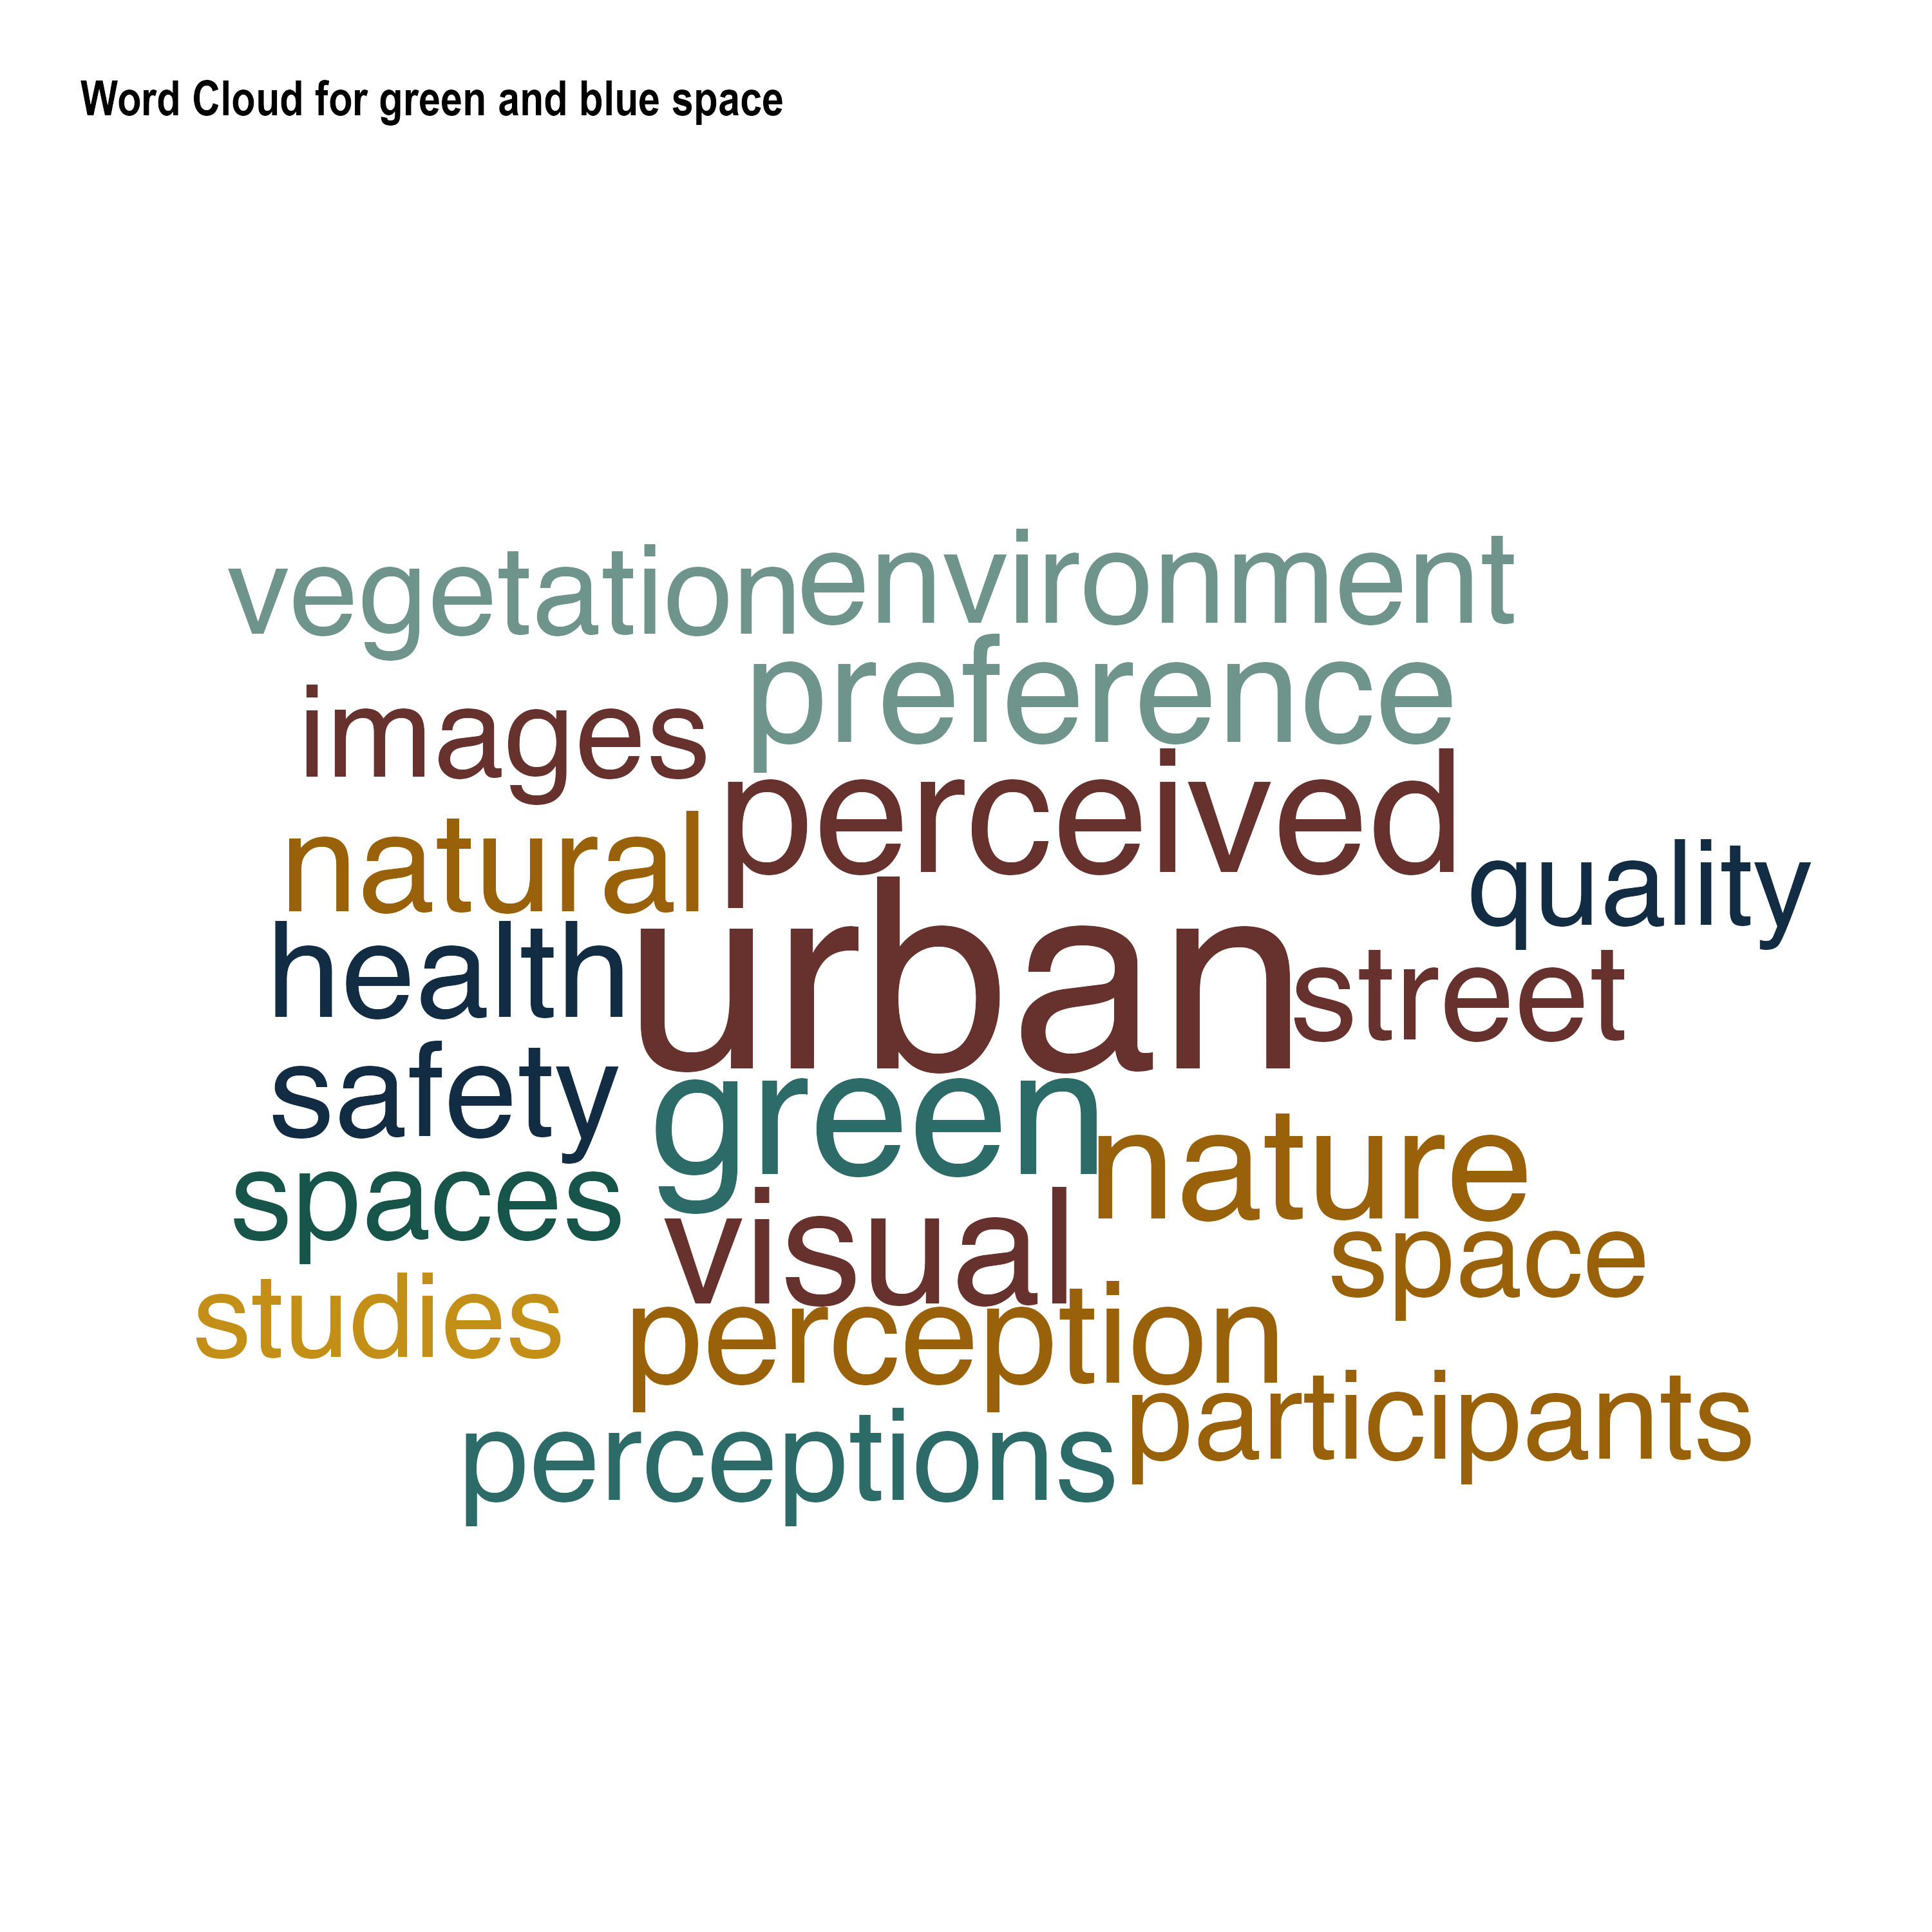 Word Cloud for green and blue space
vegetation environment
preference
images
perceived
natural
quality
urban
health
street
safety
green
nature
spaces
visual
space
studies
perception
participants
perceptions